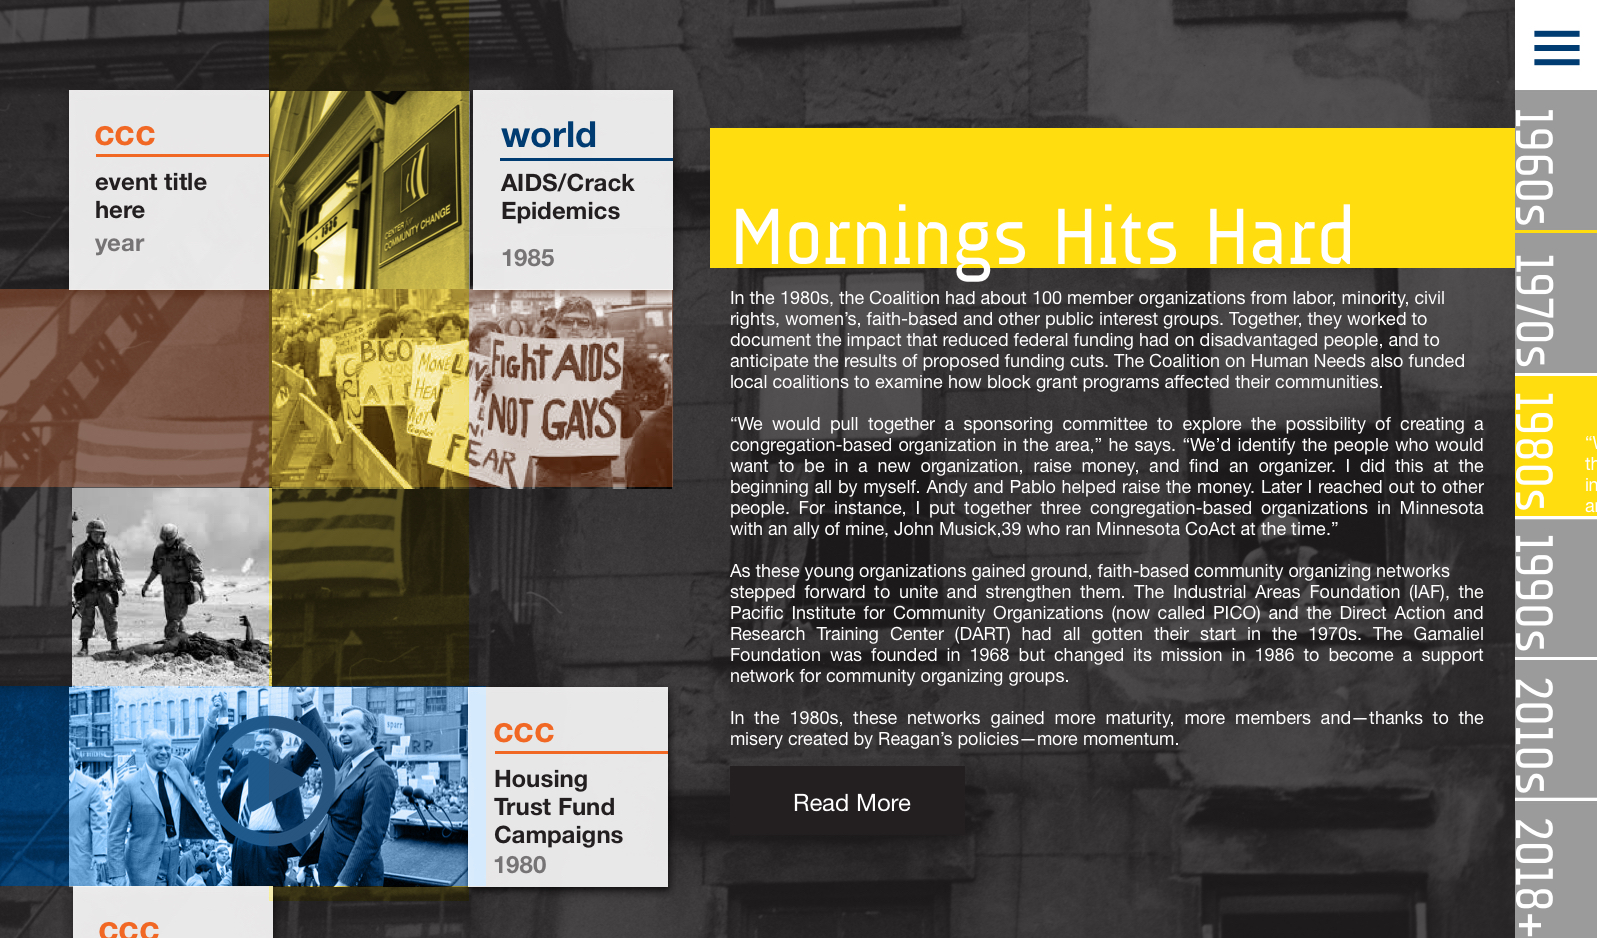 ccc
event title
here
year
1836
CENTER for
COMMUNITY CHANGE
world
AIDS/Crack
Epidemics
1985
BIGOT
MONEY
FIGHT AIDS
NOT GAYS
FEAR
ccc
Housing
Trust Fund
Campaigns
1980
ccc
Mornings Hits Hard
In the 1980s, the Coalition had about 100 member organizations from labor, minority, civil
rights, women’s, faith-based and other public interest groups. Together, they worked to
document the impact that reduced federal funding had on disadvantaged people, and to
anticipate the results of proposed funding cuts. The Coalition on Human Needs also funded
local coalitions to examine how block grant programs affected their communities.
“We would pull together a sponsoring committee to explore the possibility of creating a
congregation-based organization in the area,” he says. “We’d identify the people who would
want to be in a new organization, raise money, and find an organizer. I did this at the
beginning all by myself. Andy and Pablo helped raise the money. Later I reached out to other
people. For instance, I put together three congregation-based organizations in Minnesota
with an ally of mine, John Musick,39 who ran Minnesota CoAct at the time.”
As these young organizations gained ground, faith-based community organizing networks
stepped forward to unite and strengthen them. The Industrial Areas Foundation (IAF), the
Pacific Institute for Community Organizations (now called PICO) and the Direct Action and
Research Training Center (DART) had all gotten their start in the 1970s. The Gamaliel
Foundation was founded in 1968 but changed its mission in 1986 to become a support
network for community organizing groups.
In the 1980s, these networks gained more maturity, more members and—thanks to the
misery created by Reagan’s policies—more momentum.
Read More
1960s
1970s
1980s
1990s
2010s
2018+